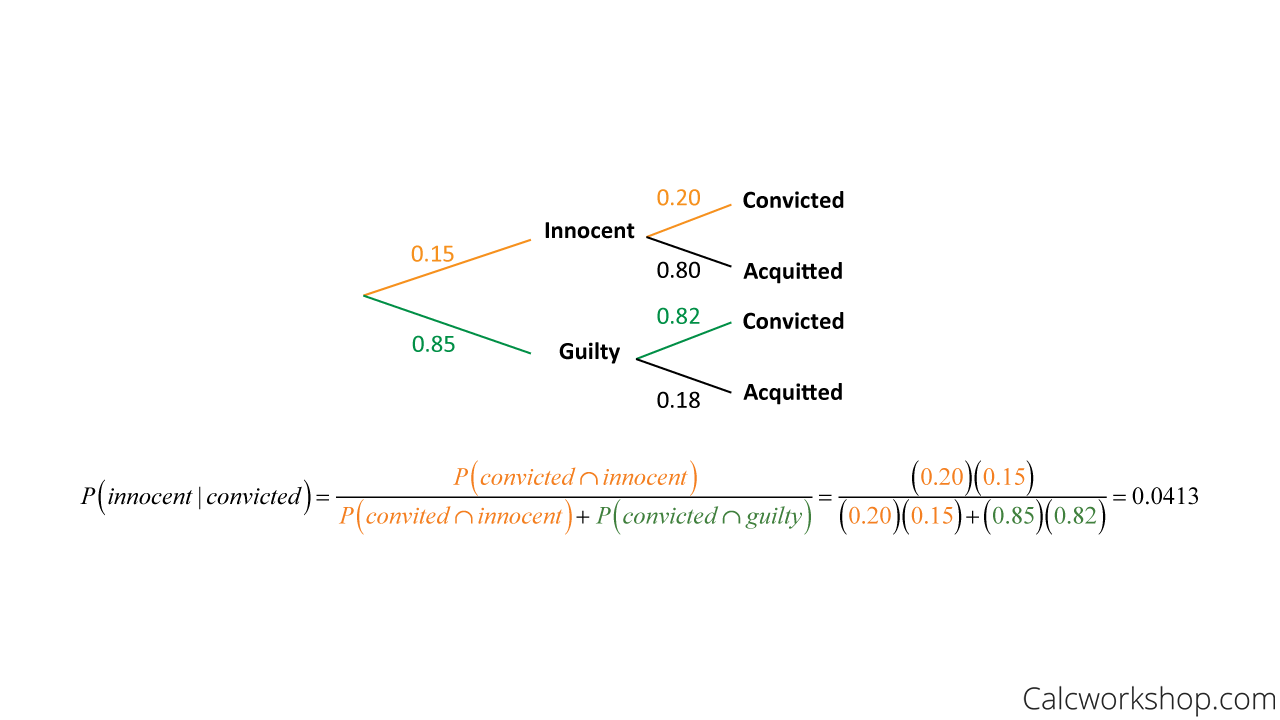 0.20
Convicted
Innocent
0.15
0.80
Acquitted
0.82
Convicted
0.85
Guilty
0.18
Acquitted
P(innocent | convicted) = P(convicted ∩ innocent) / P(convited ∩ innocent) + P(convicted ∩ guilty) = (0.20)(0.15) / (0.20)(0.15) + (0.85)(0.82) = 0.0413
Calcworkshop.com